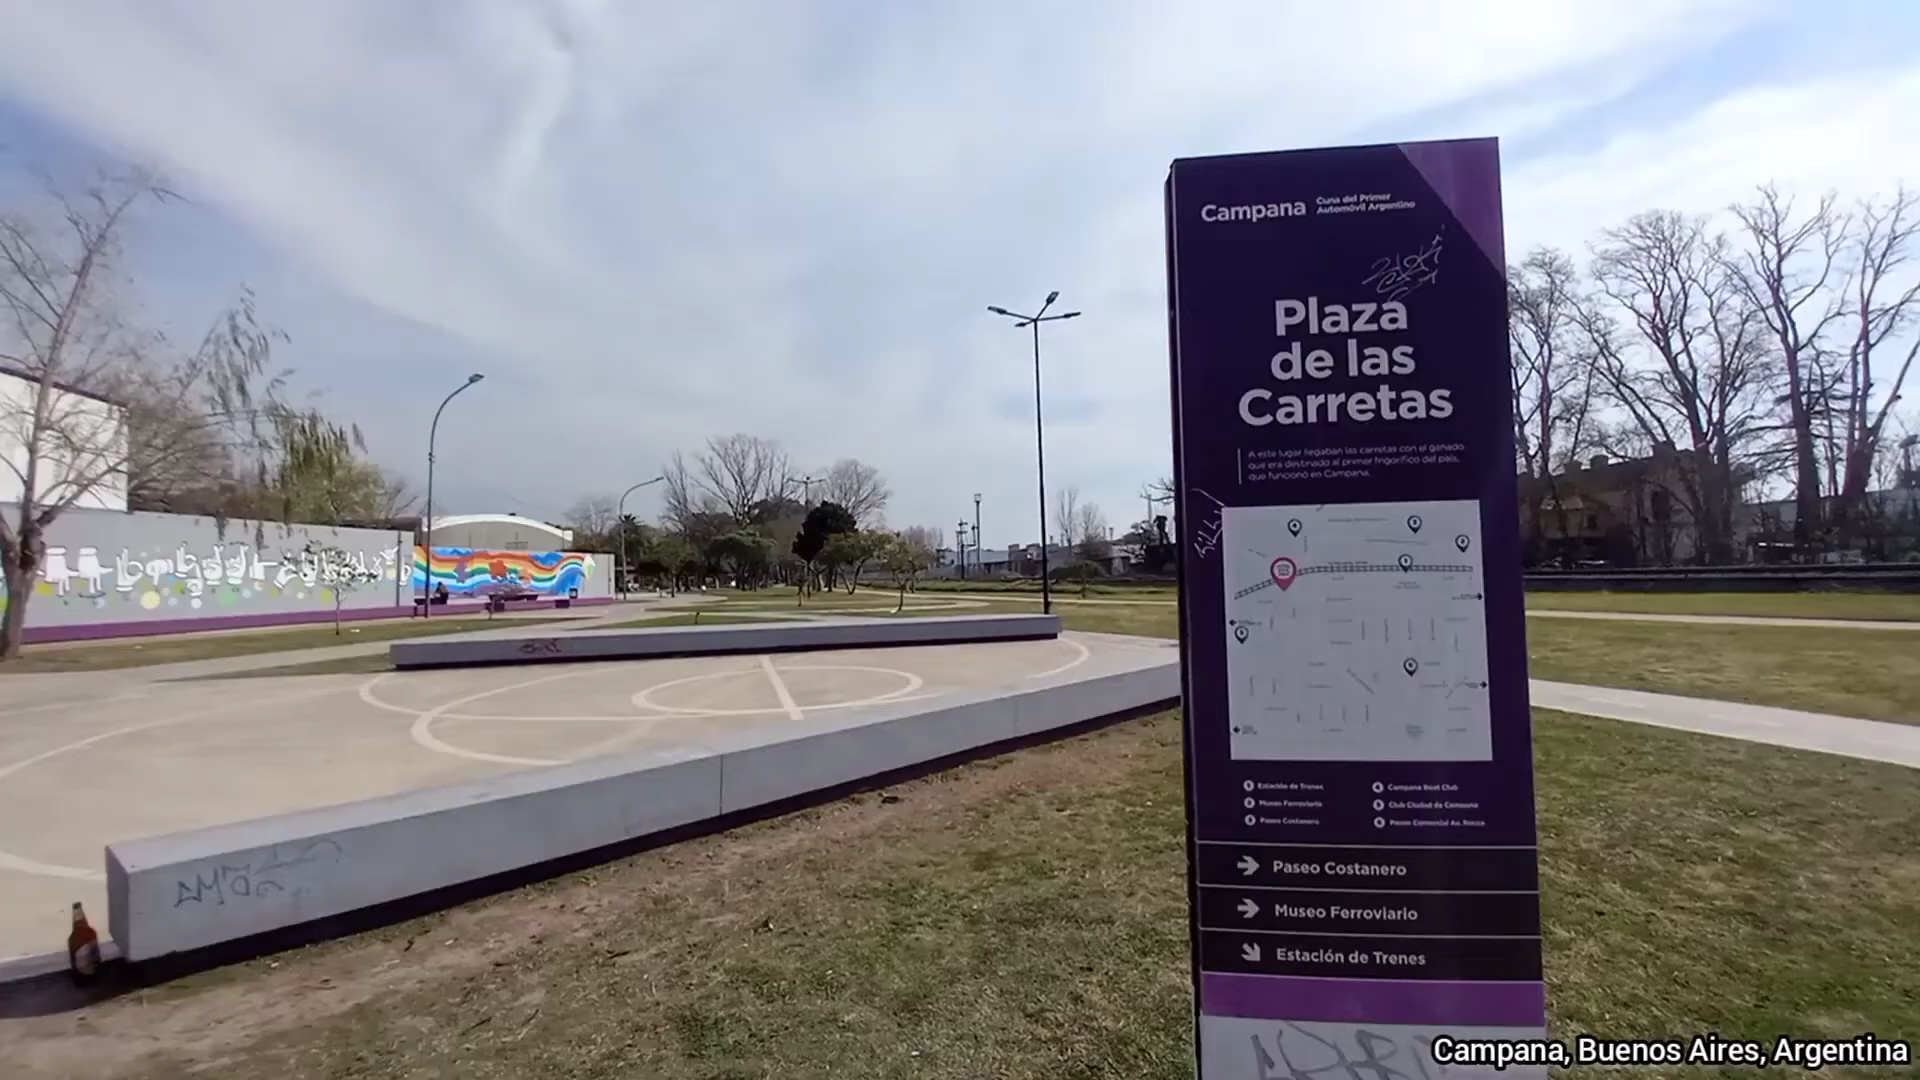 Campana
Cuna del Primer
Automóvil Argentino
Plaza
de las
Carretas
A este lugar llegaban las carretas con el ganado
que era destinado al primer frigorífico del país,
que funcionó en Campana.
Estación de Trenes
Museo Ferroviario
Paseo Costanero
Campana Boat Club
Club Ciudad de Campana
Paseo Comercial Av. Rocca
Paseo Costanero
Museo Ferroviario
Estación de Trenes
Campana, Buenos Aires, Argentina